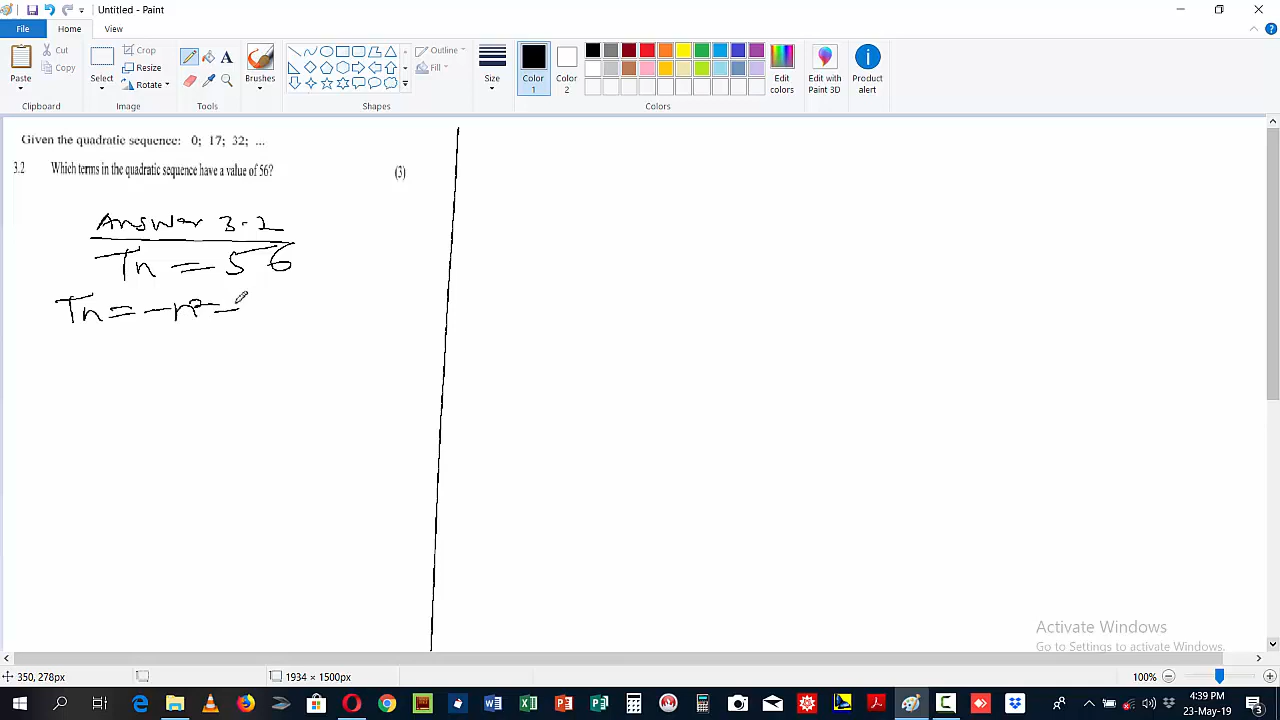 Untitled - Paint
File
Home
View
Paste
Cut
Copy
Clipboard
Select
Crop
Resize
Rotate
Image
Tools
Brushes
Shapes
Outline
Fill
Size
Color 1
Color 2
Colors
Edit colors
Edit with Paint 3D
Product alert
Given the quadratic sequence: 0; 17; 32; ...
3.2 Which terms in the quadratic sequence have a value of 56? (3)
Answer 3.2
Tn = 56
Tn = -n² -
Activate Windows
Go to Settings to activate Windows.
350, 278px
1934 × 1500px
100%
4:39 PM
23-May-19